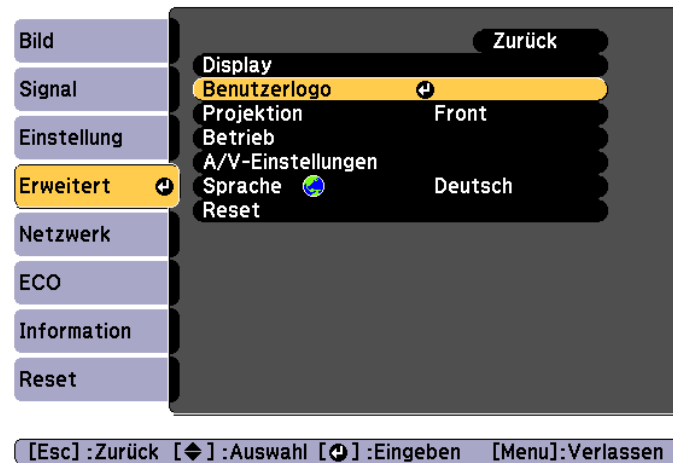 Bild
Signal
Einstellung
Erweitert
Netzwerk
ECO
Information
Reset
Zurück
Display
Benutzerlogo
Projektion Front
Betrieb
A/V-Einstellungen
Sprache Deutsch
Reset
[Esc] :Zurück [◆] :Auswahl [⏎] :Eingeben [Menu]:Verlassen